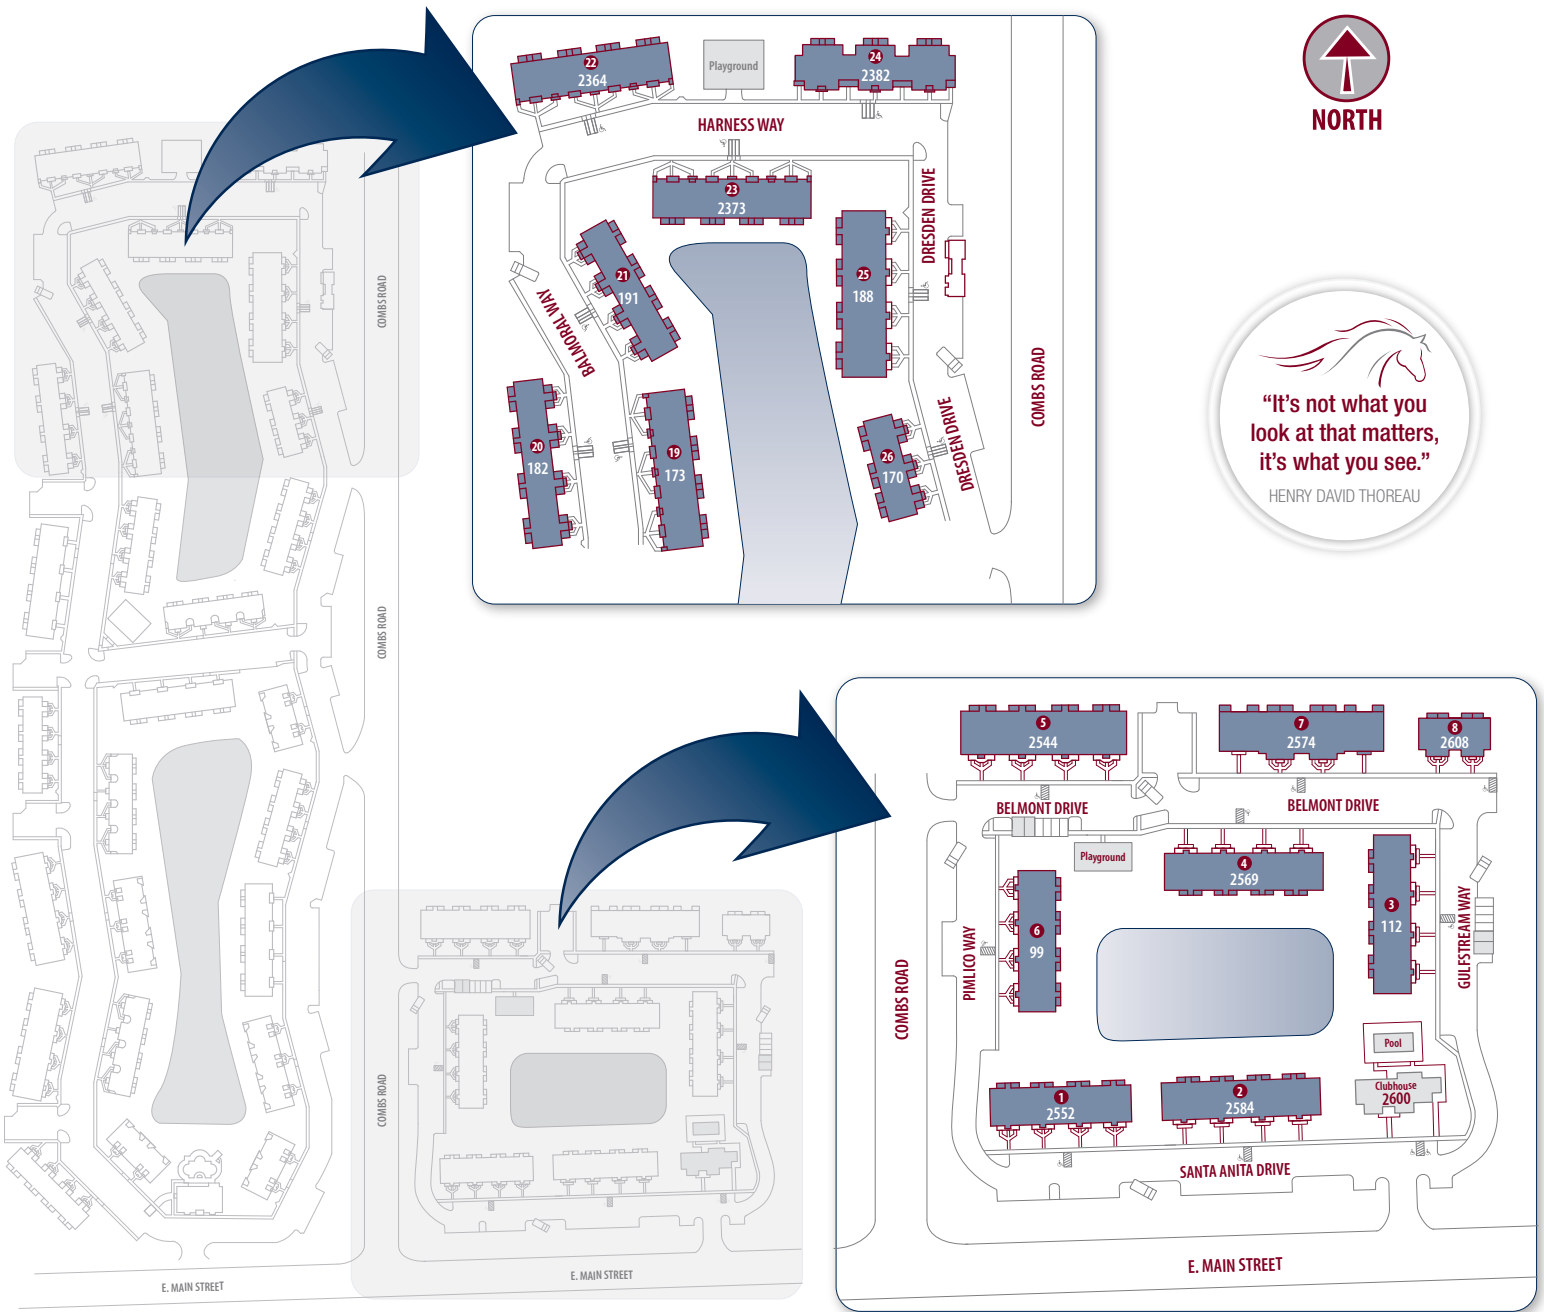 22
2364
Playground
24
2382
HARNESS WAY
23
2373
DRESDEN DRIVE
21
191
25
188
BALMORAL WAY
COMBS ROAD
20
182
19
173
26
170
DRESDEN DRIVE
NORTH
“It’s not what you
look at that matters,
it’s what you see.”
HENRY DAVID THOREAU
COMBS ROAD
COMBS ROAD
COMBS ROAD
E. MAIN STREET
E. MAIN STREET
5
2544
7
2574
8
2608
BELMONT DRIVE
BELMONT DRIVE
Playground
4
2569
3
112
6
99
PIMLICO WAY
GULFSTREAM WAY
COMBS ROAD
Pool
Clubhouse
2600
1
2552
2
2584
SANTA ANITA DRIVE
E. MAIN STREET